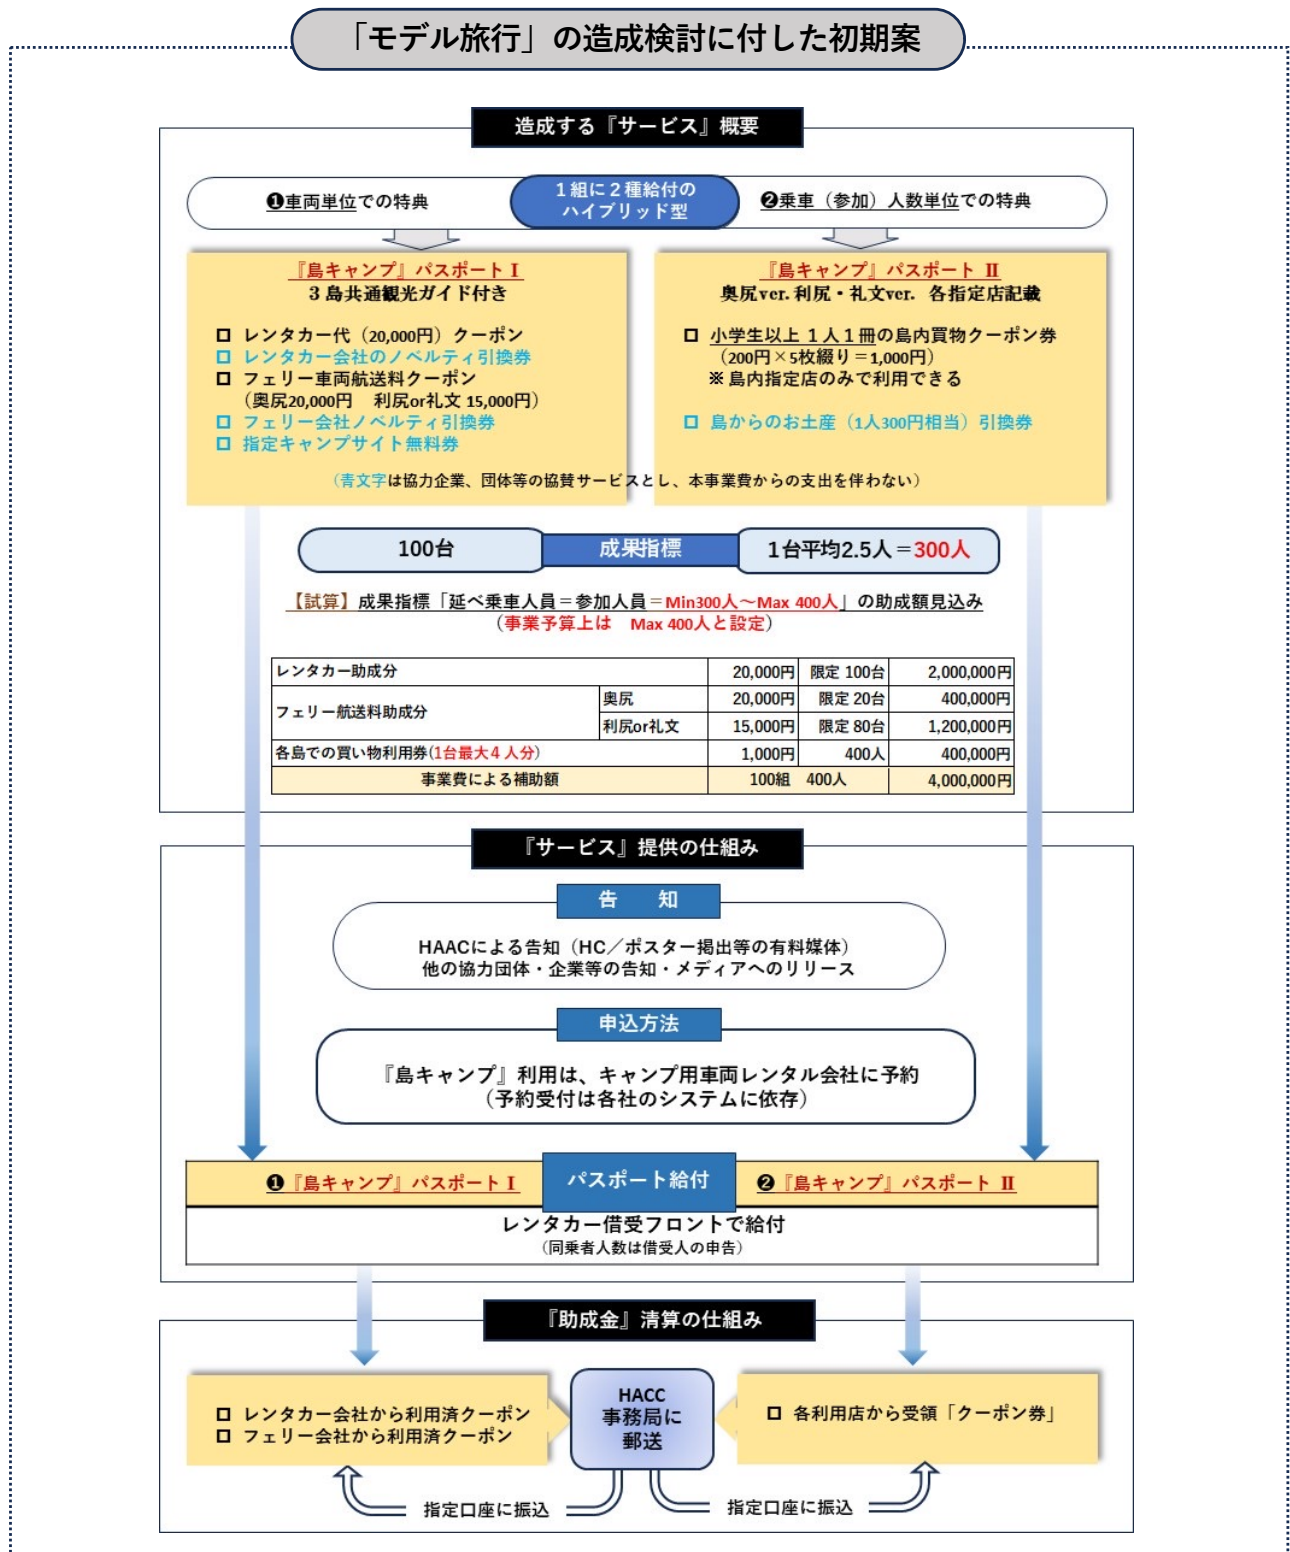 「モデル旅行」の造成検討に付した初期案
造成する『サービス』概要
❶車両単位での特典
1組に2種給付の
ハイブリッド型
❷乗車（参加）人数単位での特典
『島キャンプ』パスポート Ⅰ
3島共通観光ガイド付き
□ レンタカー代（20,000円）クーポン
□ レンタカー会社のノベルティ引換券
□ フェリー車両航送料クーポン
（奥尻20,000円　利尻or礼文 15,000円）
□ フェリー会社ノベルティ引換券
□ 指定キャンプサイト無料券
『島キャンプ』パスポート Ⅱ
奥尻ver. 利尻・礼文ver. 各指定店記載
□ 小学生以上 1人1冊の島内買物クーポン券
（200円×5枚綴り＝1,000円）
※島内指定店のみで利用できる
□ 島からのお土産（1人300円相当）引換券
（青文字は協力企業、団体等の協賛サービスとし、本事業費からの支出を伴わない）
100台
成果指標
1台平均2.5人＝300人
【試算】成果指標「延べ乗車人員＝参加人員＝Min300人～Max 400人」の助成額見込み
（事業予算上は　Max 400人と設定）
レンタカー助成分 20,000円 限定 100台 2,000,000円
フェリー航送料助成分 奥尻 20,000円 限定 20台 400,000円
利尻or礼文 15,000円 限定 80台 1,200,000円
各島での買い物利用券(1台最大4人分) 1,000円 400人 400,000円
事業費による補助額 100組 400人 4,000,000円
『サービス』提供の仕組み
告　知
HAACによる告知（HC／ポスター掲出等の有料媒体）
他の協力団体・企業等の告知・メディアへのリリース
申込方法
『島キャンプ』利用は、キャンプ用車両レンタル会社に予約
（予約受付は各社のシステムに依存）
❶『島キャンプ』パスポート Ⅰ
パスポート給付
❷『島キャンプ』パスポート Ⅱ
レンタカー借受フロントで給付
（同乗者人数は借受人の申告）
『助成金』清算の仕組み
□ レンタカー会社から利用済クーポン
□ フェリー会社から利用済クーポン
HACC
事務局に
郵送
□ 各利用店から受領「クーポン券」
指定口座に振込
指定口座に振込